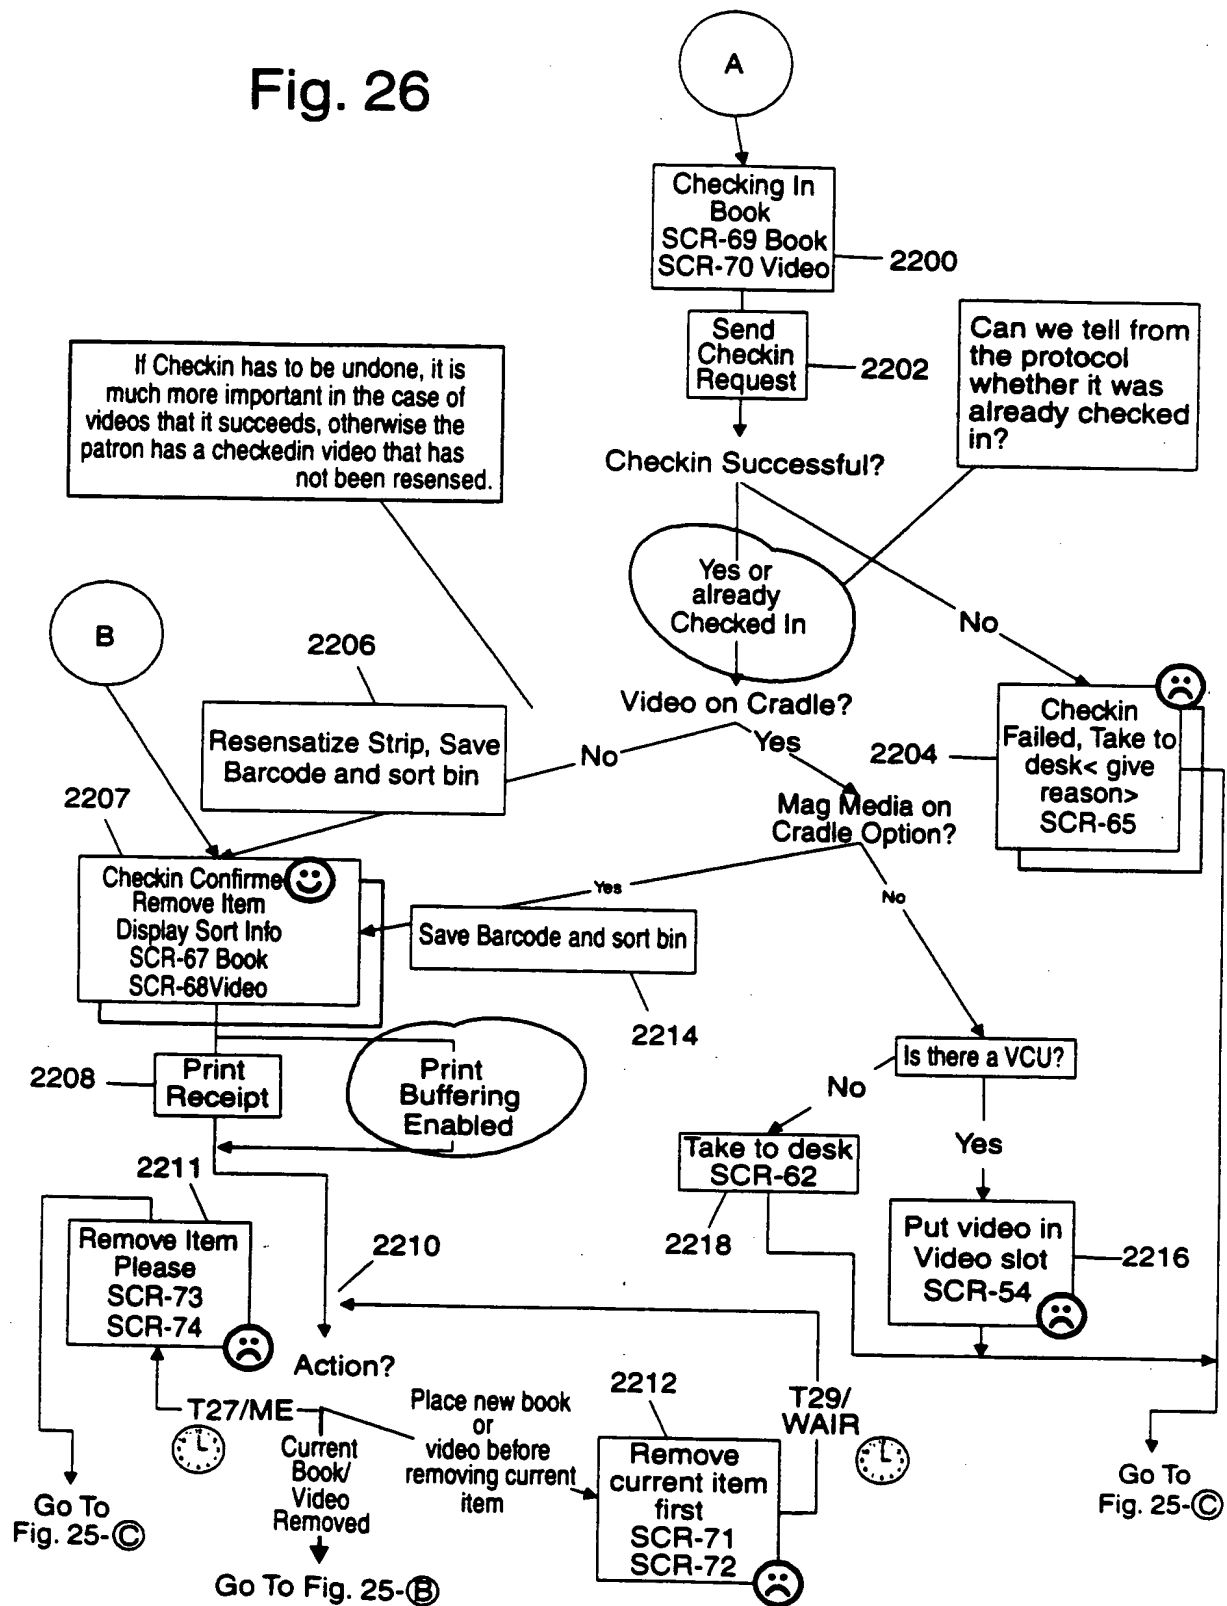 Fig. 26
A
Checking In
Book
SCR-69 Book
SCR-70 Video
2200
Send
Checkin
Request
2202
Can we tell from
the protocol
whether it was
already checked
in?
If Checkin has to be undone, it is
much more important in the case of
videos that it succeeds, otherwise the
patron has a checkedin video that has
not been resensed.
Checkin Successful?
Yes or
already
Checked In
No
B
2206
Resensatize Strip, Save
Barcode and sort bin
Video on Cradle?
No
Yes
2204
Checkin
Failed, Take to
desk< give
reason>
SCR-65
2207
Mag Media on
Cradle Option?
Checkin Confirme
Remove Item
Display Sort Info
SCR-67 Book
SCR-68Video
Yes
No
Save Barcode and sort bin
2214
Is there a VCU?
2208
Print
Receipt
Print
Buffering
Enabled
No
Yes
Take to desk
SCR-62
2218
Put video in
Video slot
SCR-54
2216
2211
Remove Item
Please
SCR-73
SCR-74
2210
Action?
T27/ME
Current
Book/
Video
Removed
Place new book
or
video before
removing current
item
2212
Remove
current item
first
SCR-71
SCR-72
T29/
WAIR
Go To
Fig. 25-C
Go To Fig. 25-B
Go To
Fig. 25-C